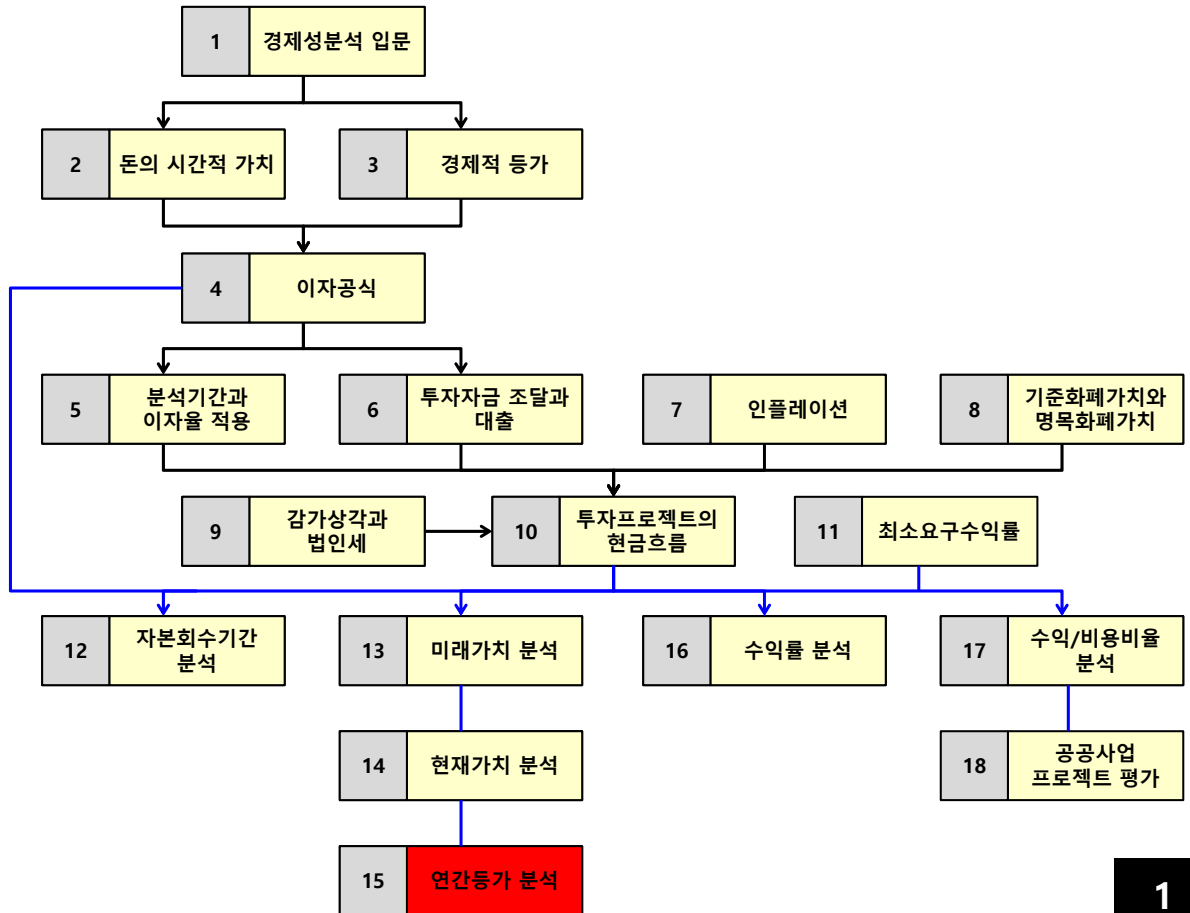 1
경제성분석 입문
2
돈의 시간적 가치
3
경제적 등가
4
이자공식
5
분석기간과
이자율 적용
6
투자자금 조달과
대출
7
인플레이션
8
기준화폐가치와
명목화폐가치
9
감가상각과
법인세
10
투자프로젝트의
현금흐름
11
최소요구수익률
12
자본회수기간
분석
13
미래가치 분석
16
수익률 분석
17
수익/비용비율
분석
14
현재가치 분석
18
공공사업
프로젝트 평가
15
연간등가 분석
1